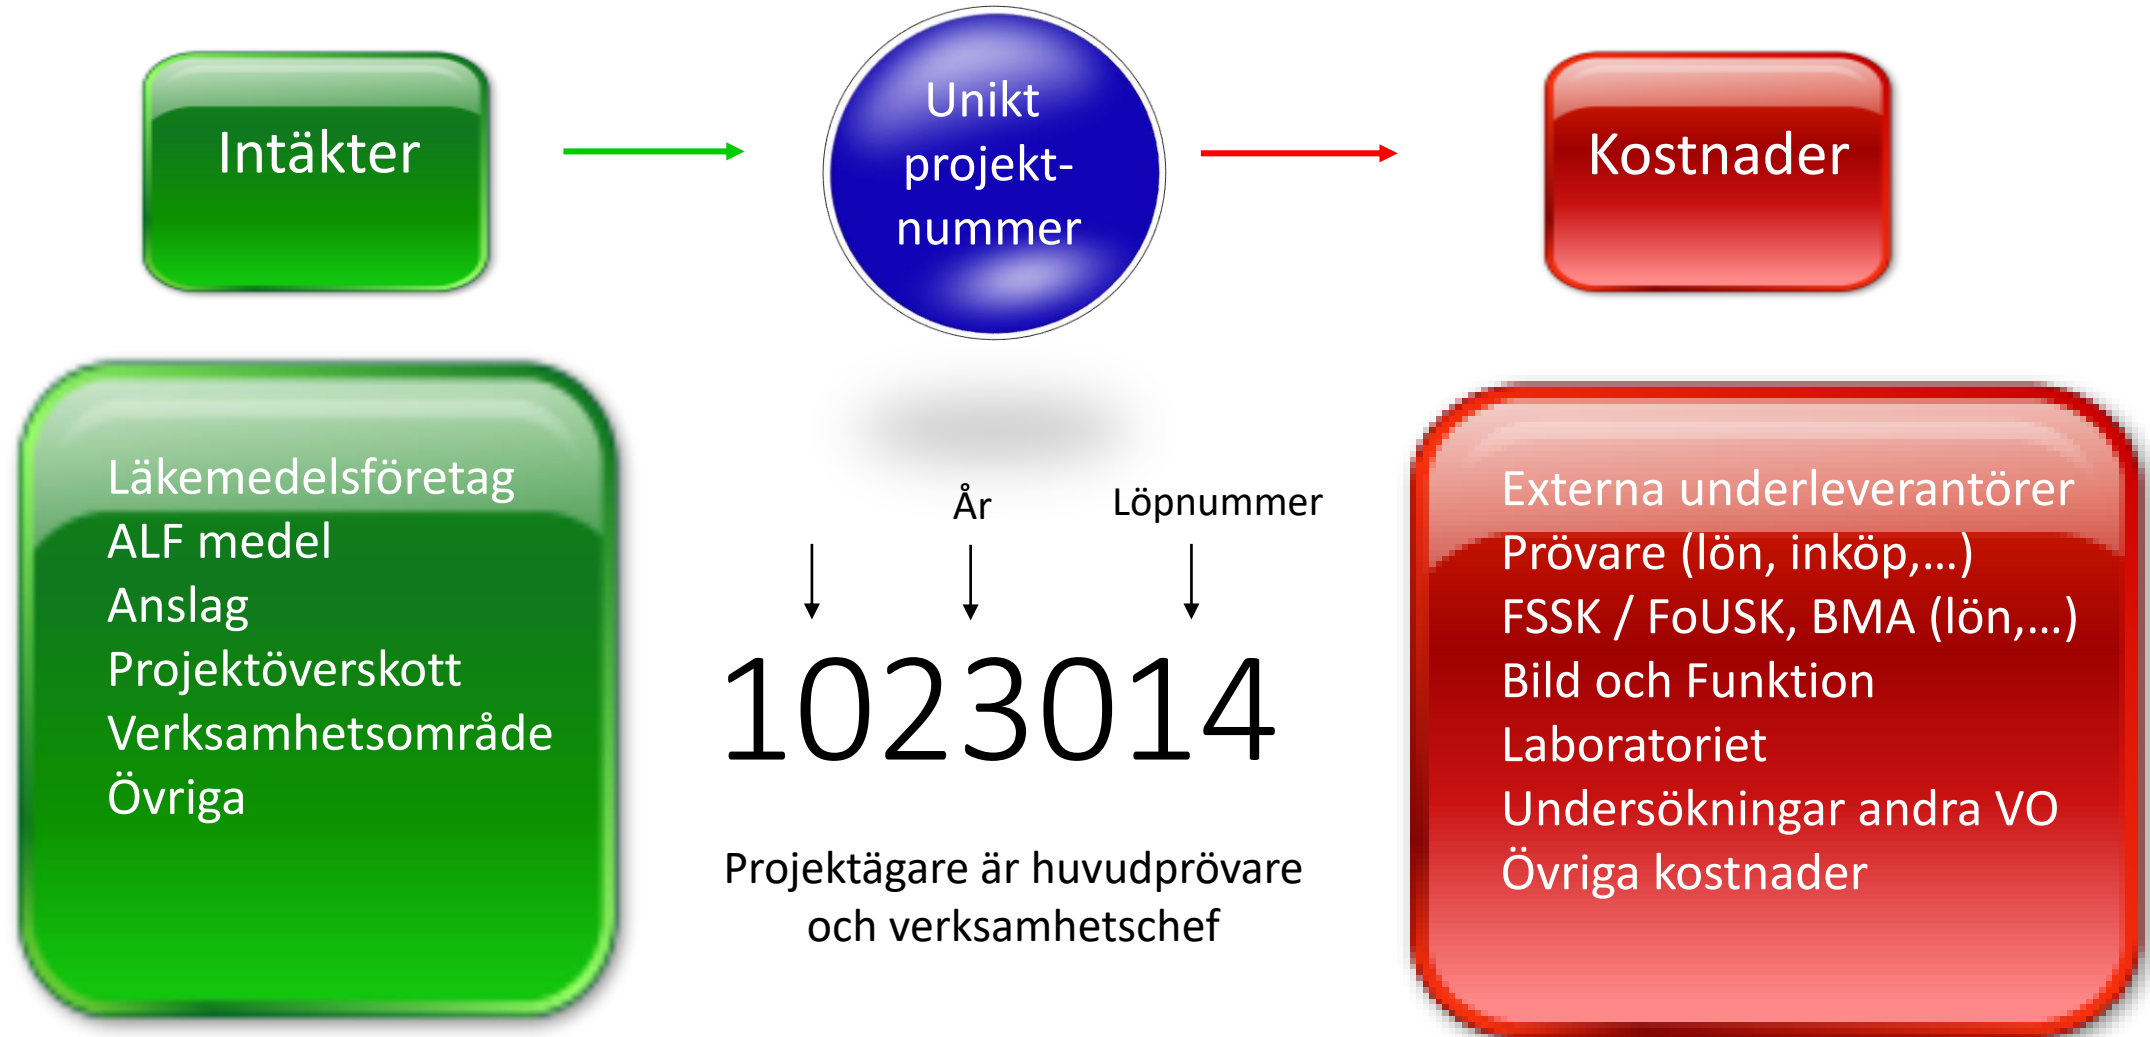 Intäkter
Unikt
projekt-
nummer
Kostnader
Läkemedelsföretag
ALF medel
Anslag
Projektöverskott
Verksamhetsområde
Övriga
År
Löpnummer
1023014
Projektägare är huvudprövare
och verksamhetschef
Externa underleverantörer
Prövare (lön, inköp,...)
FSSK / FoUSK, BMA (lön,...)
Bild och Funktion
Laboratoriet
Undersökningar andra VO
Övriga kostnader